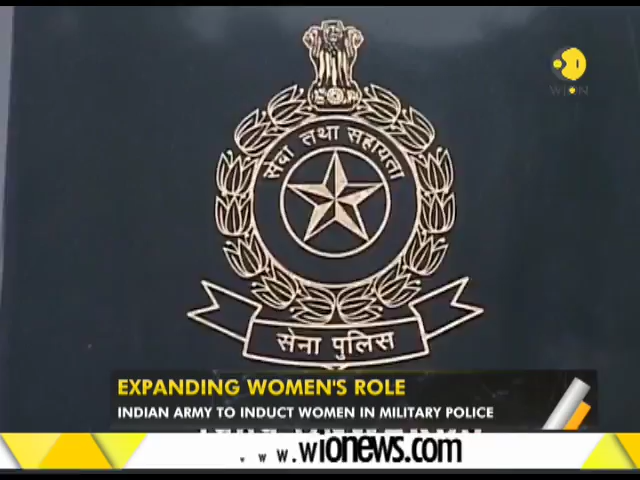 WION
सेवा तथा सहायता
सेना पुलिस
EXPANDING WOMEN'S ROLE
INDIAN ARMY TO INDUCT WOMEN IN MILITARY POLICE
www.wionews.com